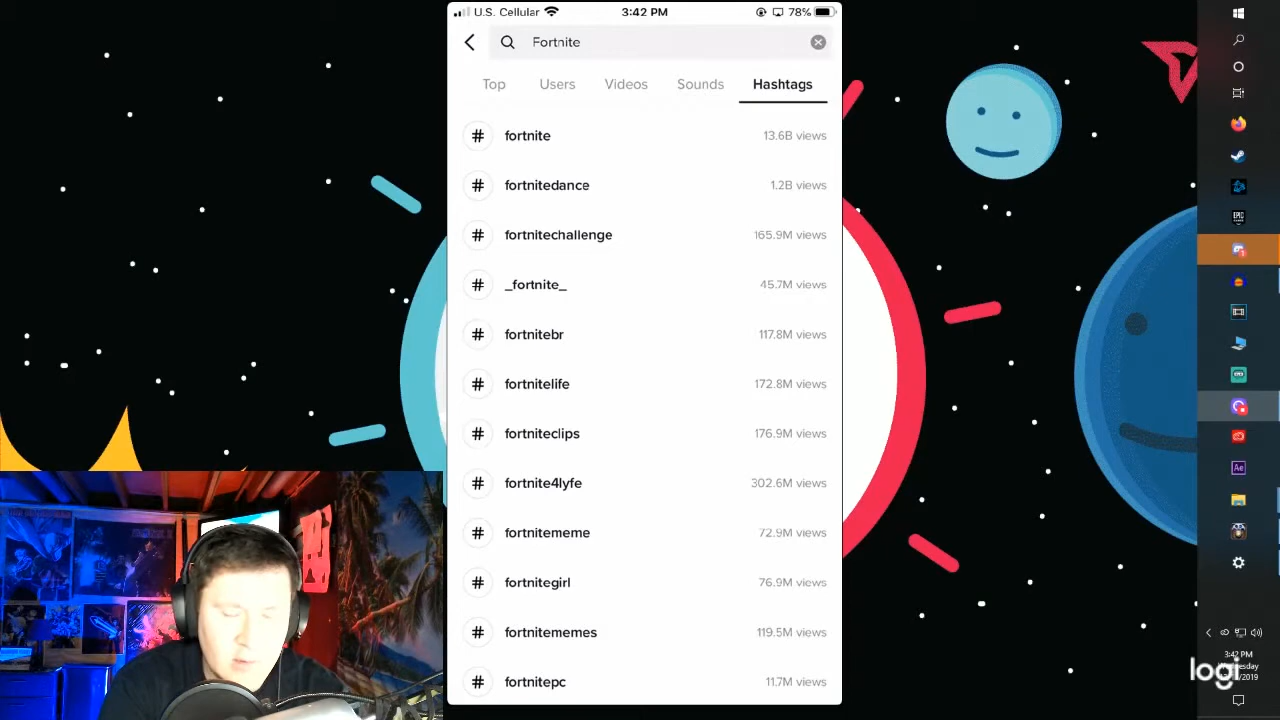 U.S. Cellular
3:42 PM
78%
Fortnite
Top Users Videos Sounds Hashtags
# fortnite 13.6B views
# fortnitedance 1.2B views
# fortnitechallenge 165.9M views
# _fortnite_ 45.7M views
# fortnitebr 117.8M views
# fortnitelife 172.8M views
# fortniteclips 176.9M views
# fortnite4lyfe 302.6M views
# fortnitememe 72.9M views
# fortnitegirl 76.9M views
# fortnitememes 119.5M views
# fortnitepc 11.7M views
EPIC
Ae
3:42 PM
logi